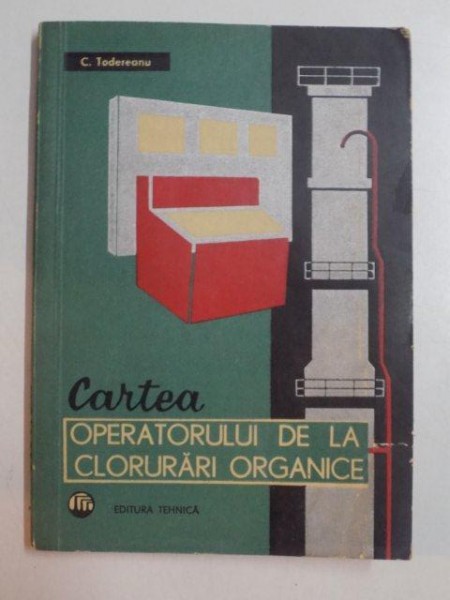 C. Todereanu
Cartea
OPERATORULUI DE LA
CLORURĂRI ORGANICE
EDITURA TEHNICĂ